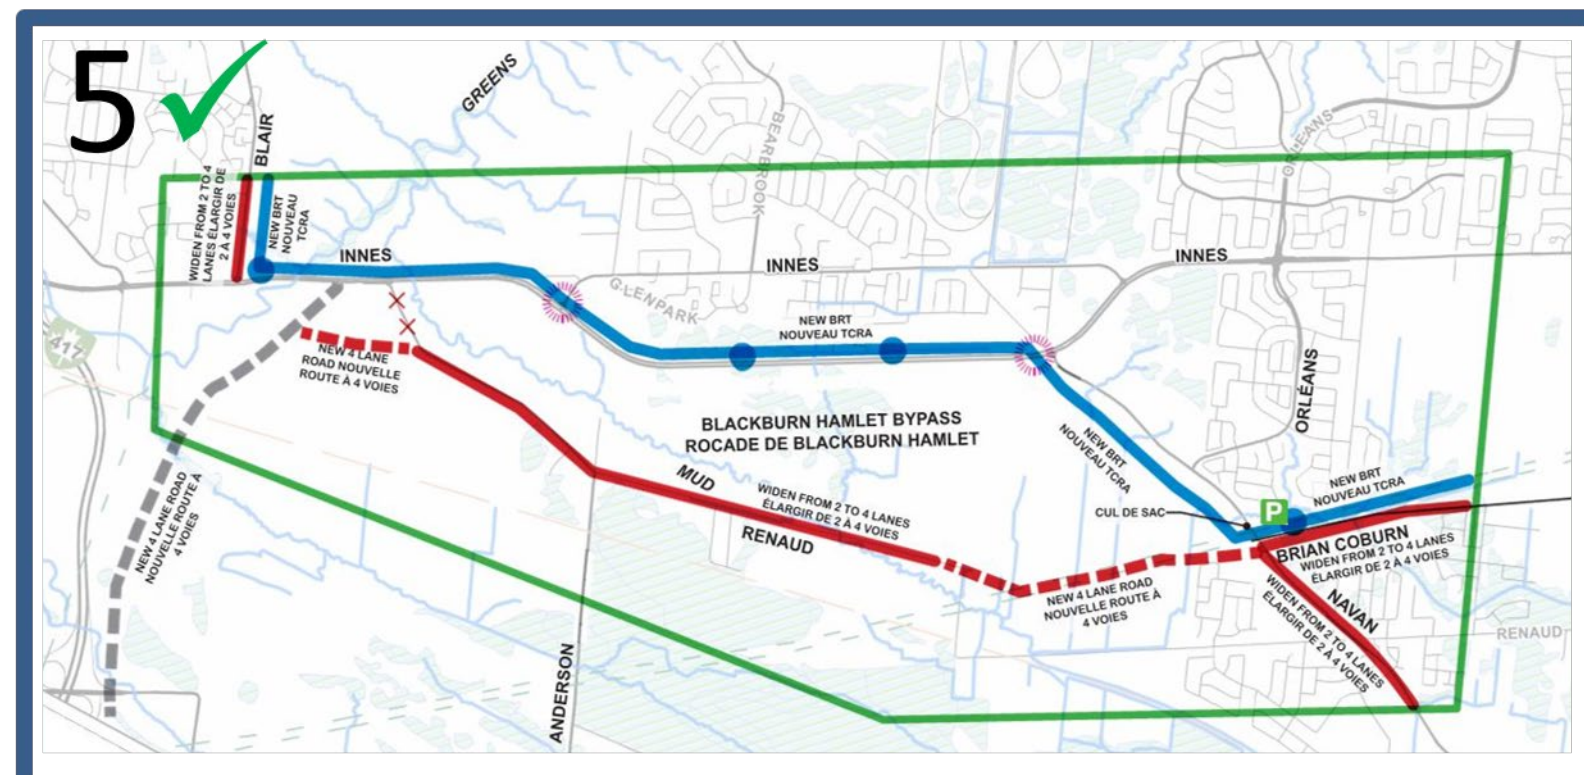 5
BLAIR
GREENS
WIDEN FROM 2 TO 4
LANES ÉLARGIR DE
2 À 4 VOIES
NEW BRT
NOUVEAU
TCRA
BEARBROOK
ORLEANS
INNES
INNES
INNES
GLENPARK
417
NEW BRT
NOUVEAU TCRA
NEW 4 LANE
ROAD NOUVELLE
ROUTE À 4 VOIES
ORLÉANS
BLACKBURN HAMLET BYPASS
ROCADE DE BLACKBURN HAMLET
NEW BRT
NOUVEAU TCRA
NEW 4 LANE ROAD
NOUVELLE ROUTE À
4 VOIES
MUD
WIDEN FROM 2 TO 4 LANES
ÉLARGIR DE 2 À 4 VOIES
RENAUD
CUL DE SAC
P
NEW BRT
NOUVEAU TCRA
BRIAN COBURN
WIDEN FROM 2 TO 4 LANES
ÉLARGIR DE 2 À 4 VOIES
NEW 4 LANE ROAD
NOUVELLE ROUTE À
4 VOIES
NAVAN
WIDEN FROM 2 TO 4 LANES
ÉLARGIR DE 2 À 4 VOIES
RENAUD
ANDERSON